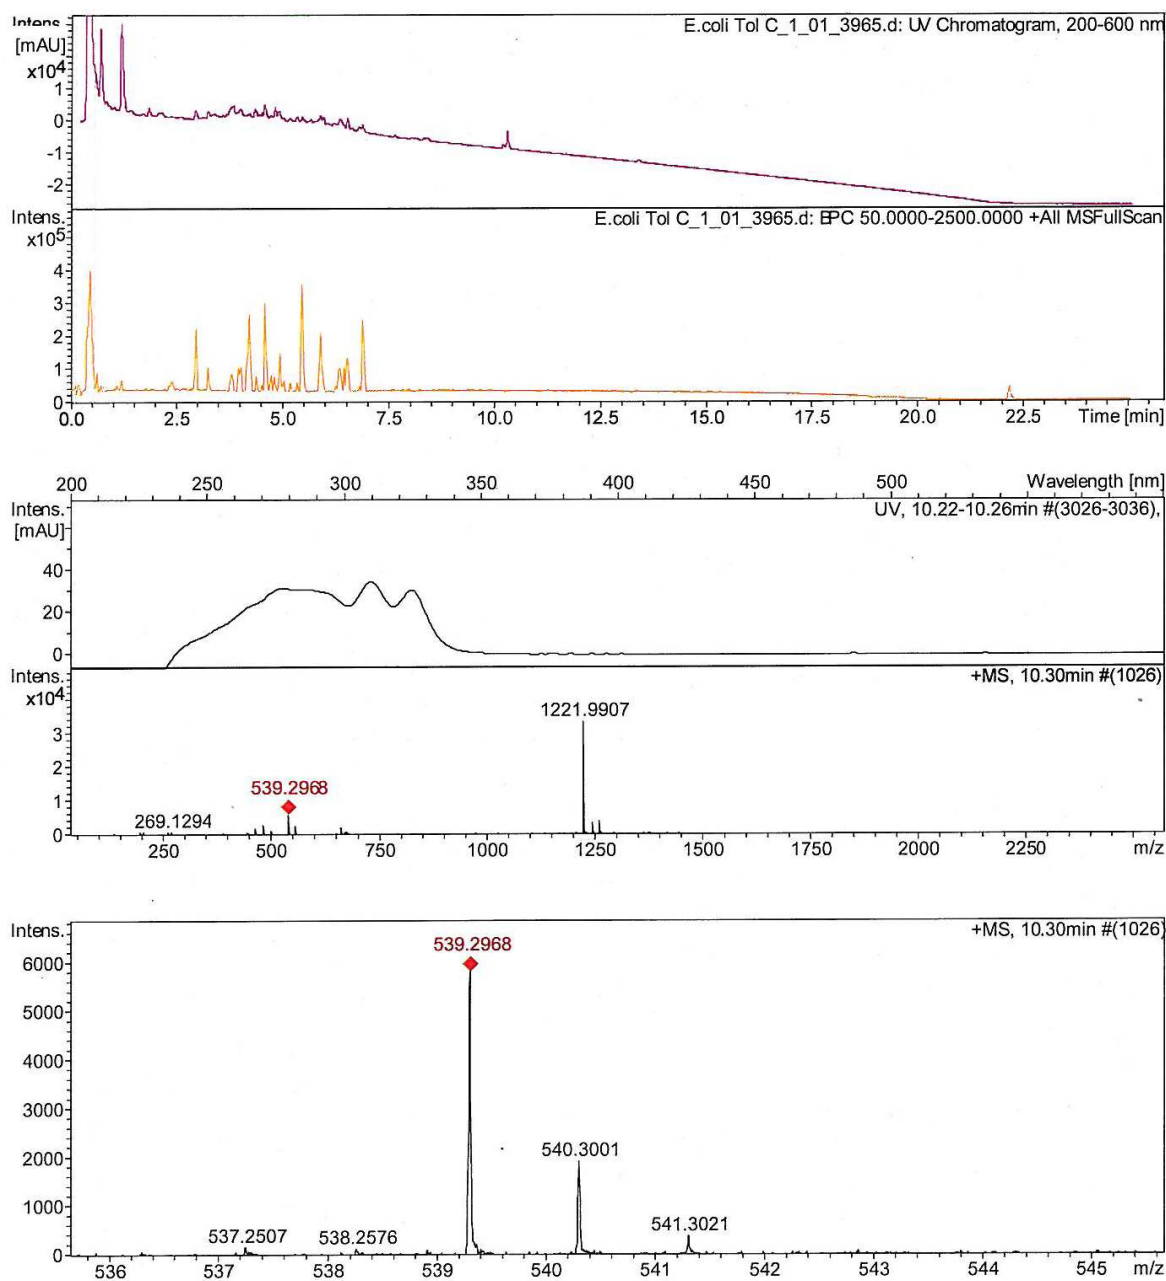 Intens. E.coli Tol C_1_01_3965.d: UV Chromatogram, 200-600 nm
[mAU]
x10⁴
1
0
-1
-2
Intens. E.coli Tol C_1_01_3965.d: BPC 50.0000-2500.0000 +All MSFullScan
x10⁵
4
3
2
1
0
0.0 2.5 5.0 7.5 10.0 12.5 15.0 17.5 20.0 22.5 Time [min]
200 250 300 350 400 450 500 Wavelength [nm]
Intens. UV, 10.22-10.26min #(3026-3036),
[mAU]
40
20
0
Intens. +MS, 10.30min #(1026)
x10⁴
1221.9907
3
2
539.2968
1
269.1294
0
250 500 750 1000 1250 1500 1750 2000 2250 m/z
Intens. +MS, 10.30min #(1026)
539.2968
6000
5000
4000
3000
2000
540.3001
1000
541.3021
537.2507 538.2576
0
536 537 538 539 540 541 542 543 544 545 m/z